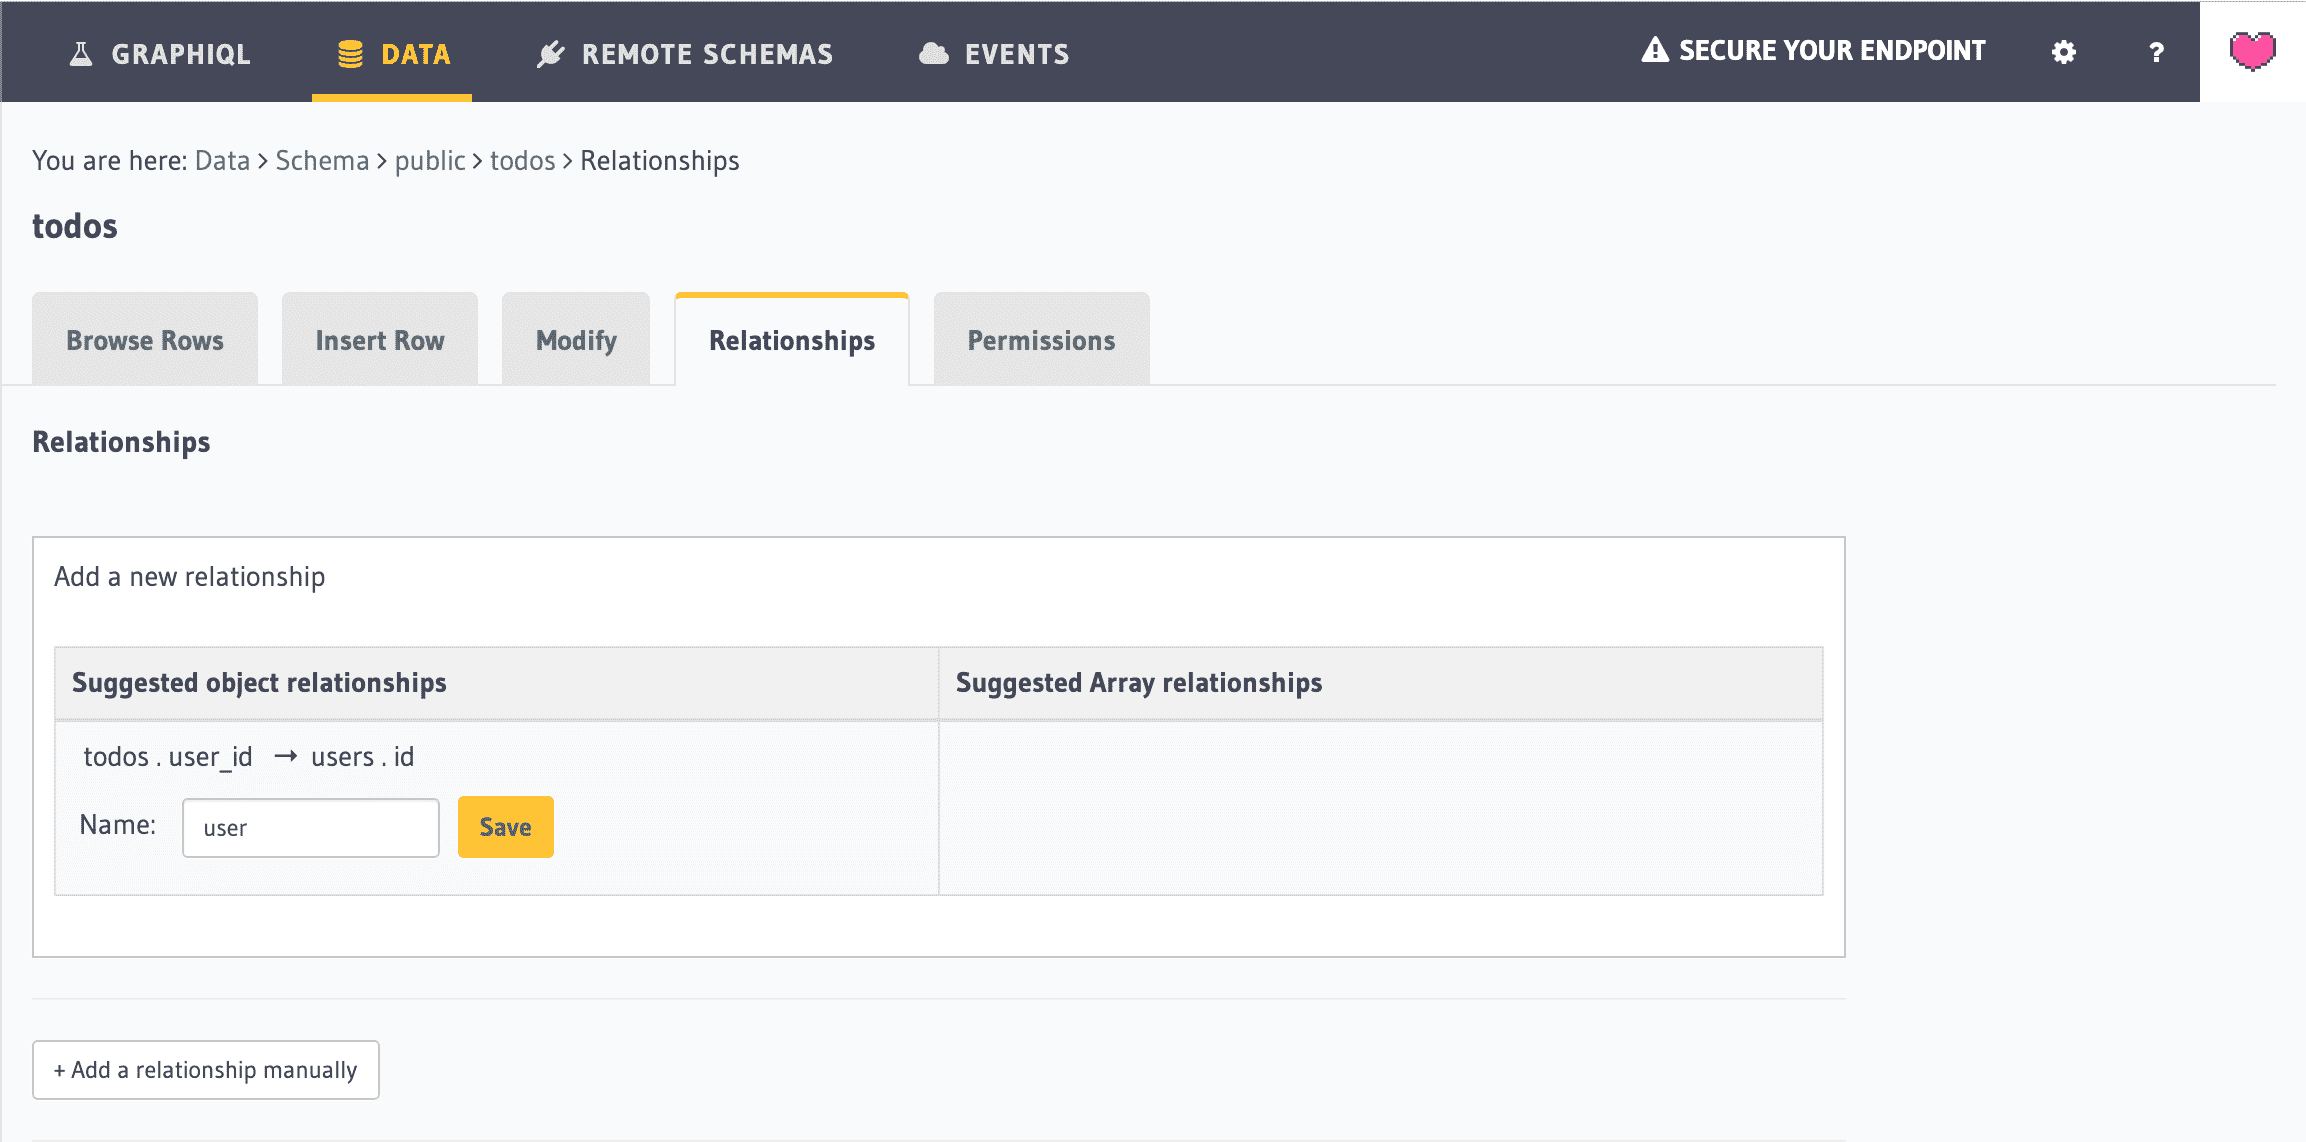 GRAPHIQL DATA REMOTE SCHEMAS EVENTS SECURE YOUR ENDPOINT ?
You are here: Data > Schema > public > todos > Relationships
todos
Browse Rows Insert Row Modify Relationships Permissions
Relationships
Add a new relationship
Suggested object relationships Suggested Array relationships
todos . user_id → users . id
Name: user Save
+ Add a relationship manually